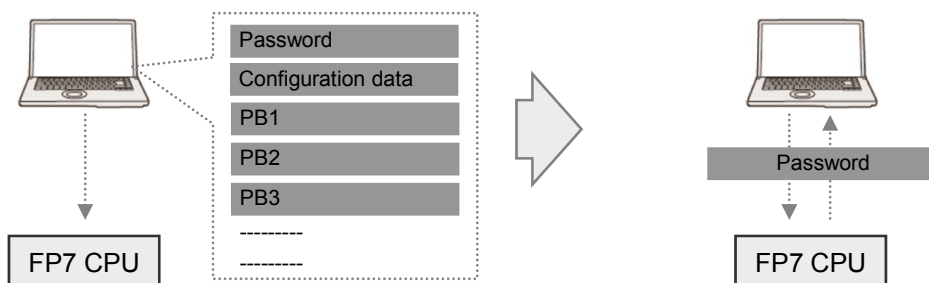 Password
Configuration data
PB1
PB2
PB3
---------
---------
FP7 CPU
Password
FP7 CPU